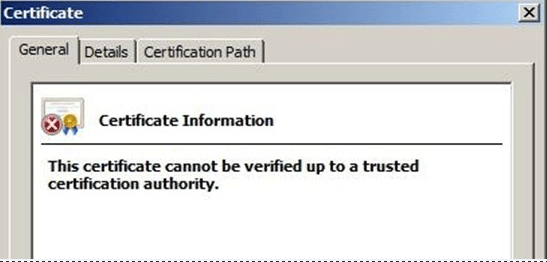 Certificate
General Details Certification Path
Certificate Information
This certificate cannot be verified up to a trusted
certification authority.